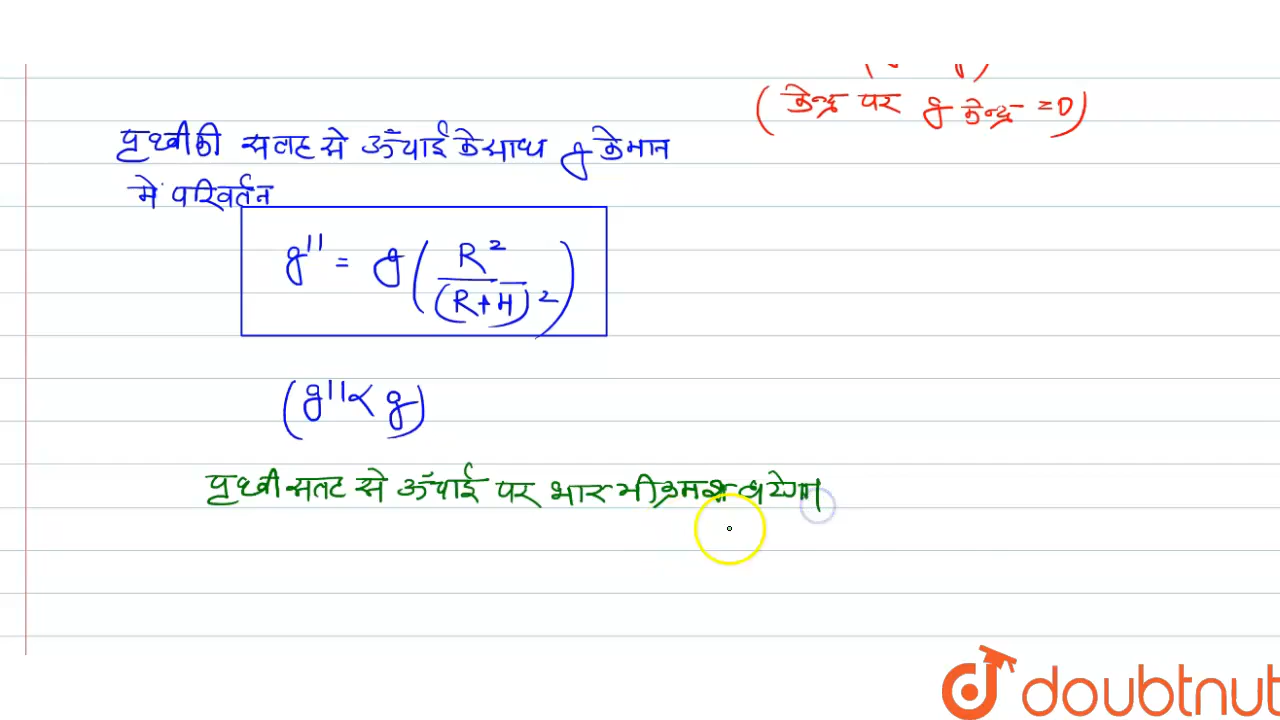 (केन्द्र पर g केन्द्र = 0)
पृथ्वी की सतह से ऊँचाई के साथ g के मान
में परिवर्तन
g'' = g (R² / (R+H)²)
(g'' < g)
पृथ्वी सतह से ऊँचाई पर भार भी क्रमशः घटेगा।
doubtnut